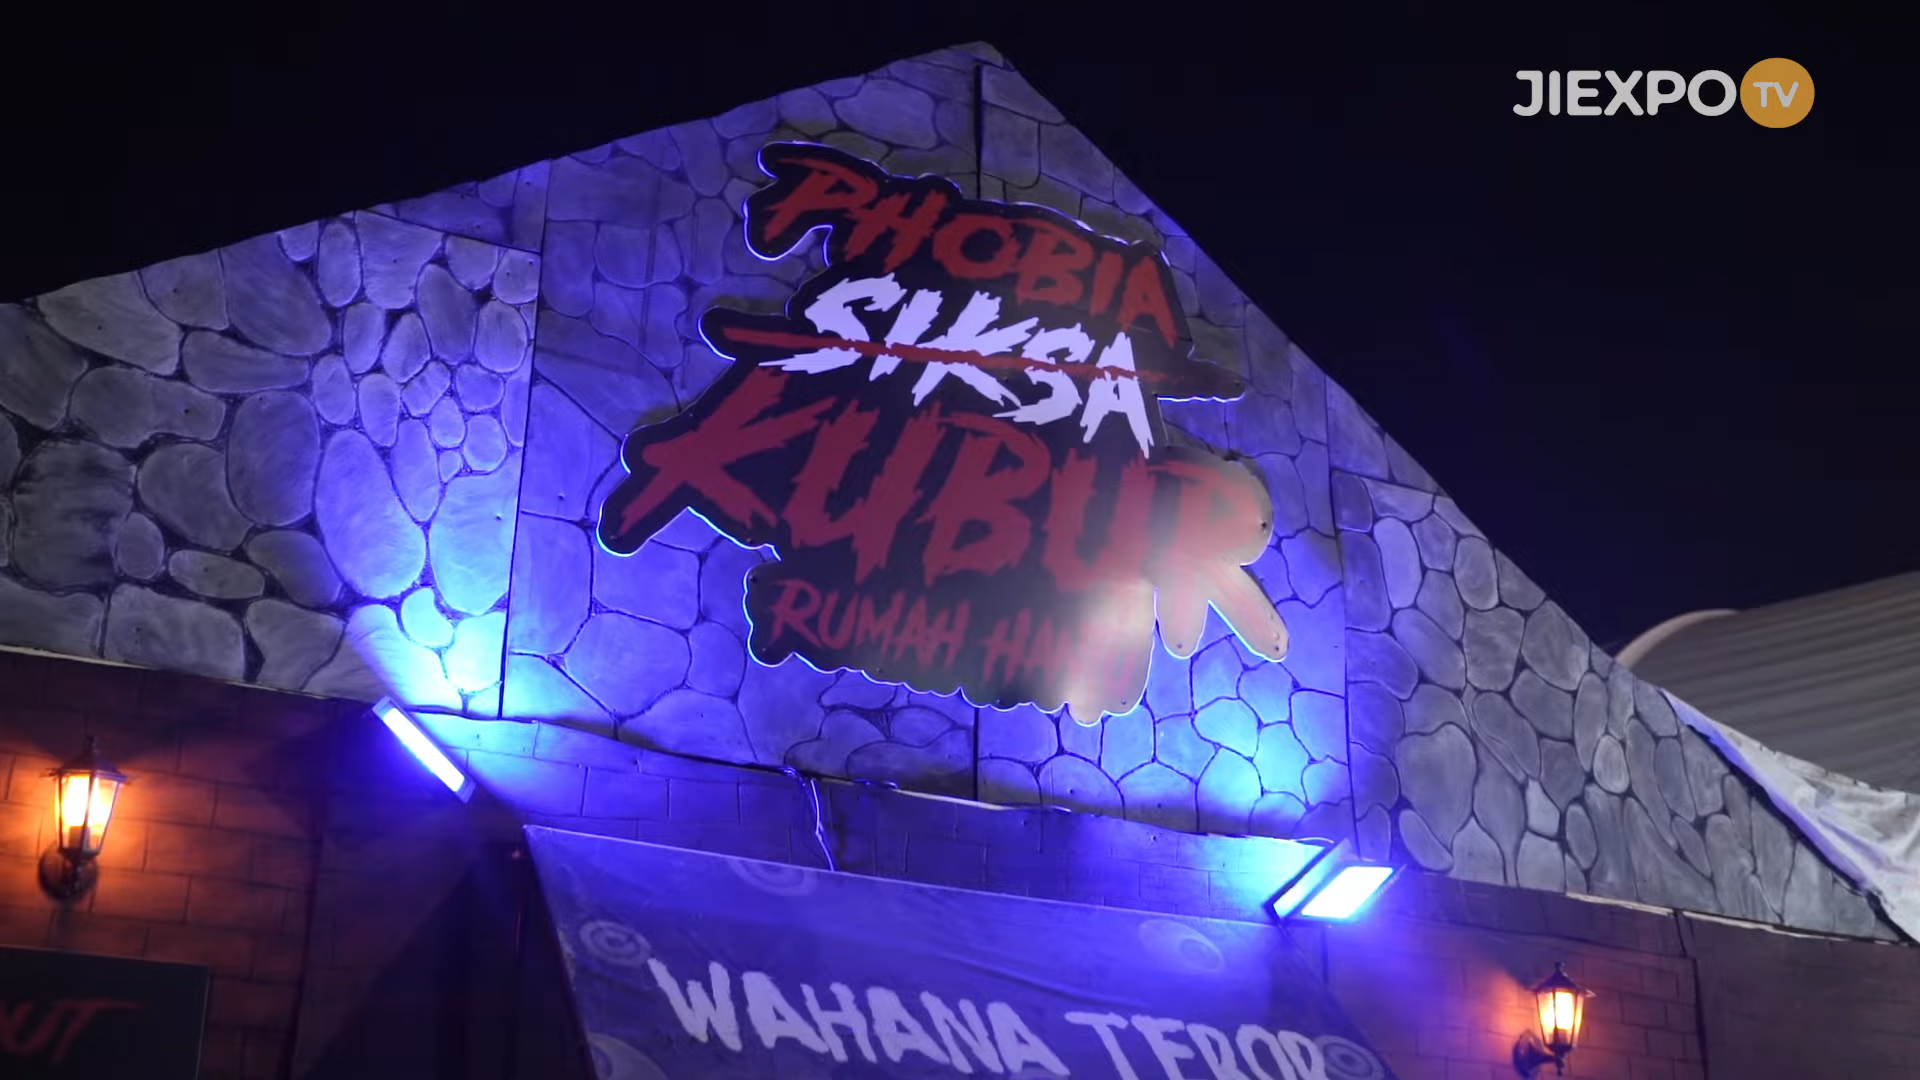 JIEXPO TV
PHOBIA
SIKSA
KUBUR
RUMAH HANTU
WAHANA TEROR